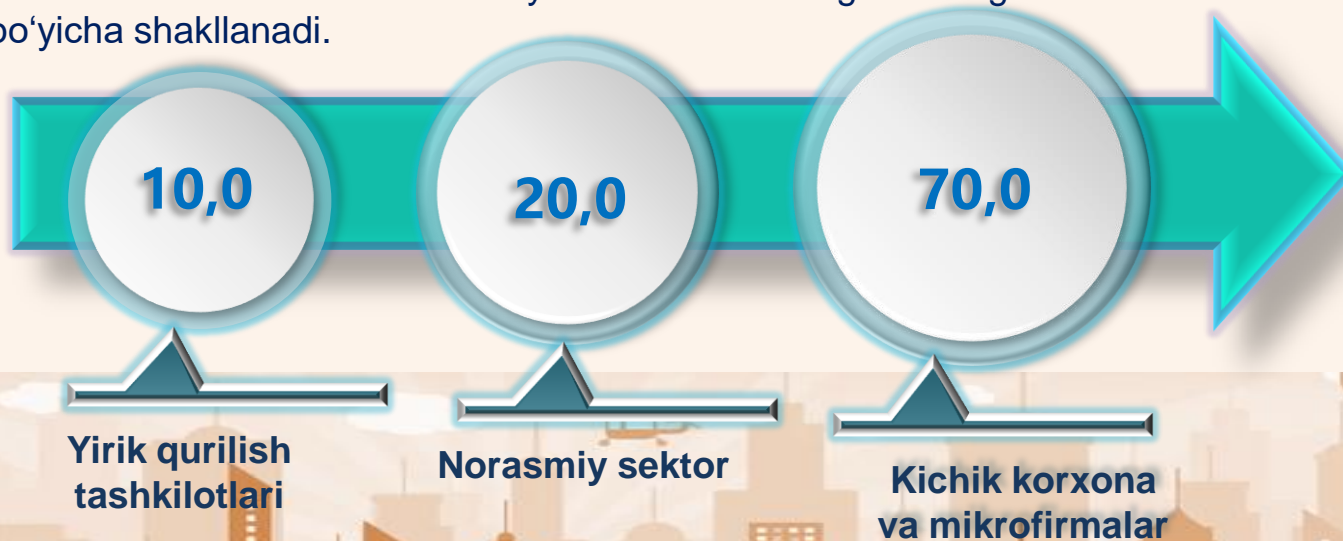 bo‘yicha shakllanadi.
10,0
20,0
70,0
Yirik qurilish
tashkilotlari
Norasmiy sektor
Kichik korxona
va mikrofirmalar